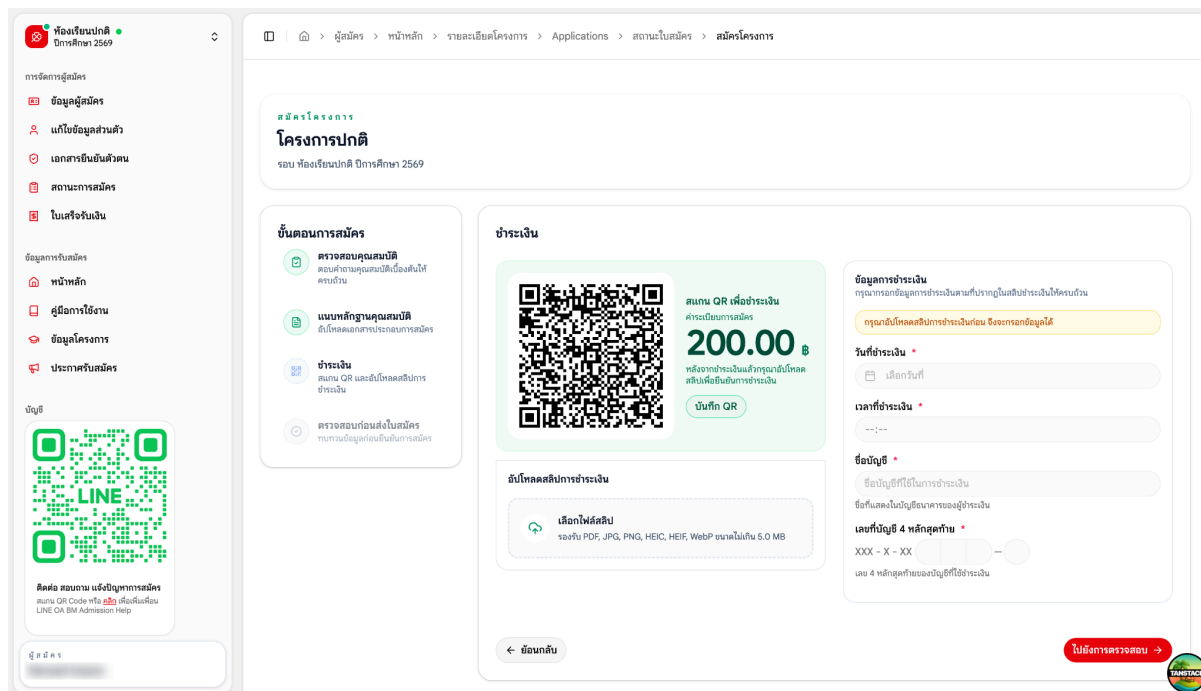 ห้องเรียนปกติ
ปีการศึกษา 2569
การจัดการผู้สมัคร
ข้อมูลผู้สมัคร
แก้ไขข้อมูลส่วนตัว
เอกสารยืนยันตัวตน
สถานะการสมัคร
ใบเสร็จรับเงิน
ข้อมูลการรับสมัคร
หน้าหลัก
คู่มือการใช้งาน
ข้อมูลโครงการ
ประกาศรับสมัคร
บัญชี
LINE
ติดต่อ สอบถาม แจ้งปัญหาการสมัคร
สแกน QR Code หรือ คลิก เพื่อเพิ่มเพื่อน
LINE OA BM Admission Help
ผู้สมัคร
ผู้สมัคร > หน้าหลัก > รายละเอียดโครงการ > Applications > สถานะใบสมัคร > สมัครโครงการ
สมัครโครงการ
โครงการปกติ
รอบ ห้องเรียนปกติ ปีการศึกษา 2569
ขั้นตอนการสมัคร
ตรวจสอบคุณสมบัติ
ตอบคำถามคุณสมบัติเบื้องต้นให้
ครบถ้วน
แนบหลักฐานคุณสมบัติ
อัปโหลดเอกสารประกอบการสมัคร
ชำระเงิน
สแกน QR และอัปโหลดสลิปการ
ชำระเงิน
ตรวจสอบก่อนส่งใบสมัคร
ทบทวนข้อมูลก่อนยืนยันการสมัคร
ชำระเงิน
สแกน QR เพื่อชำระเงิน
ค่าระเบียบการสมัคร
200.00 ฿
หลังจากชำระเงินแล้วกรุณาอัปโหลด
สลิปเพื่อยืนยันการชำระเงิน
บันทึก QR
อัปโหลดสลิปการชำระเงิน
เลือกไฟล์สลิป
รองรับ PDF, JPG, PNG, HEIC, HEIF, WebP ขนาดไม่เกิน 5.0 MB
ข้อมูลการชำระเงิน
กรุณากรอกข้อมูลการชำระเงินตามที่ปรากฏในสลิปชำระเงินให้ครบถ้วน
กรุณาอัปโหลดสลิปการชำระเงินก่อน จึงจะกรอกข้อมูลได้
วันที่ชำระเงิน *
เลือกวันที่
เวลาที่ชำระเงิน *
--:--
ชื่อบัญชี *
ชื่อบัญชีที่ใช้ในการชำระเงิน
ชื่อที่แสดงในบัญชีธนาคารของผู้ชำระเงิน
เลขที่บัญชี 4 หลักสุดท้าย *
XXX - X - XX —
เลข 4 หลักสุดท้ายของบัญชีที่ใช้ชำระเงิน
← ย้อนกลับ
ไปยังการตรวจสอบ →
TANSTACK